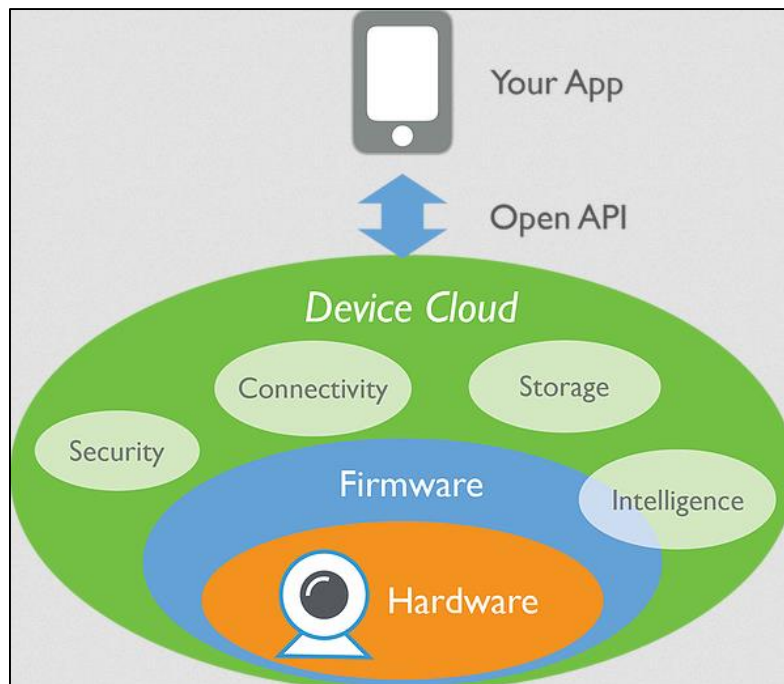 Your App
Open API
Device Cloud
Connectivity
Storage
Security
Firmware
Intelligence
Hardware